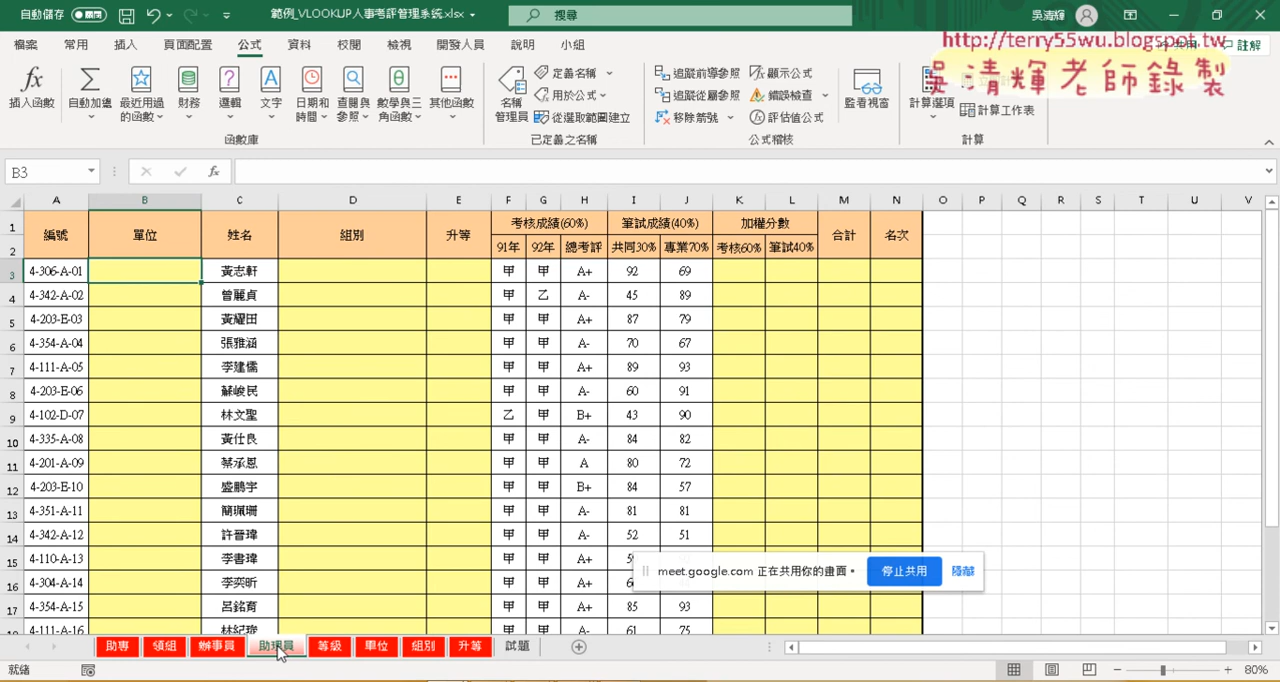 自動儲存
範例_VLOOKUP人事考評管理系統.xlsx
搜尋
吳清輝
http://terry55wu.blogspot.tw
吳清輝老師錄製
檔案 常用 插入 頁面配置 公式 資料 校閱 檢視 開發人員 說明 小組
共用 註解
插入函數 自動加總 最近用過的函數 財務 邏輯 文字 日期和時間 查閱與參照 數學與三角函數 其他函數
函數庫
名稱管理員 定義名稱 用於公式 從選取範圍建立
已定義之名稱
追蹤前導參照 追蹤從屬參照 移除箭號 顯示公式 錯誤檢查 評估值公式 監看視窗
公式稽核
計算選項 計算工作表
計算
B3 fx
A B C D E F G H I J K L M N O P Q R S T U V
1 編號 單位 姓名 組別 升等 考核成績(60%) 筆試成績(40%) 加權分數 合計 名次
2 91年 92年 總考評 共同30% 專業70% 考核60% 筆試40%
3 4-306-A-01 黃志軒 甲 甲 A+ 92 69
4 4-342-A-02 曾麗貞 甲 乙 A- 45 89
5 4-203-E-03 黃耀田 甲 甲 A+ 87 79
6 4-354-A-04 張雅涵 甲 甲 A- 70 67
7 4-111-A-05 李建儒 甲 甲 A+ 89 93
8 4-203-E-06 蘇峻民 甲 甲 A- 60 91
9 4-102-D-07 林文聖 乙 甲 B+ 43 90
10 4-335-A-08 黃仕良 甲 甲 A- 84 82
11 4-201-A-09 蔡承恩 甲 甲 A 80 72
12 4-203-E-10 盛鵬宇 甲 甲 B+ 84 57
13 4-351-A-11 簡珮珊 甲 甲 A- 81 81
14 4-342-A-12 許晉瑋 甲 甲 A- 52 51
15 4-110-A-13 李書瑋 甲 甲 A+
16 4-304-A-14 李奕昕 甲 甲 A+
17 4-354-A-15 呂銘育 甲 甲 A+ 85 93
4-111-A-16 甲 甲 A- 61 75
meet.google.com 正在共用你的畫面。 停止共用 隱藏
助專 領組 辦事員 助理員 等級 單位 組別 升等 試題
就緒
80%